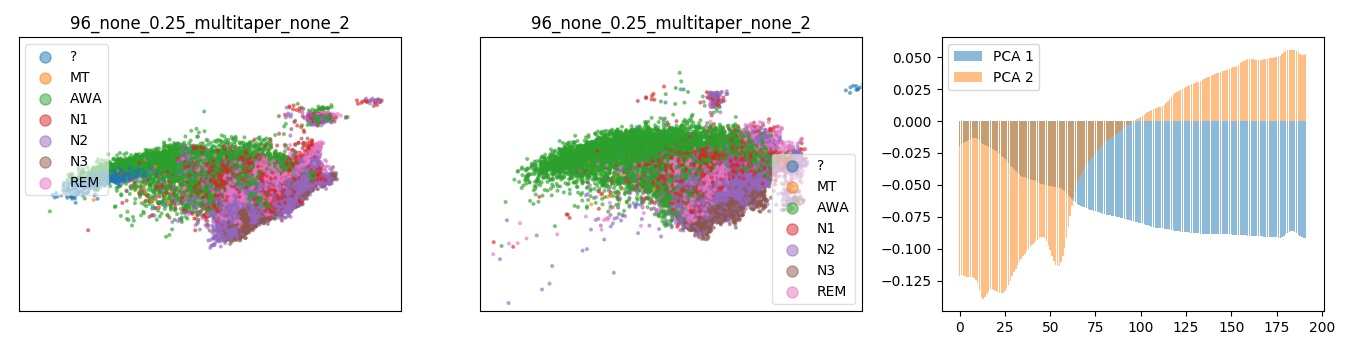 96_none_0.25_multitaper_none_2
?
MT
AWA
N1
N2
N3
REM
96_none_0.25_multitaper_none_2
?
MT
AWA
N1
N2
N3
REM
PCA 1
PCA 2
0.050
0.025
0.000
−0.025
−0.050
−0.075
−0.100
−0.125
0 25 50 75 100 125 150 175 200